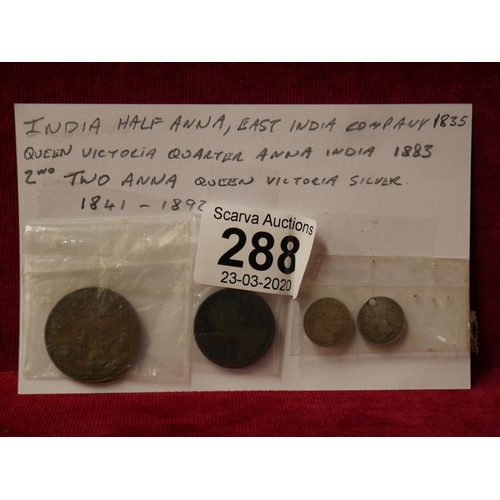 INDIA HALF ANNA, EAST INDIA COMPANY 1835
QUEEN VICTORIA QUARTER ANNA INDIA 1883
2 WO TWO ANNA QUEEN VICTORIA SILVER.
1841 - 1892
Scarva Auctions
288
23-03-2020